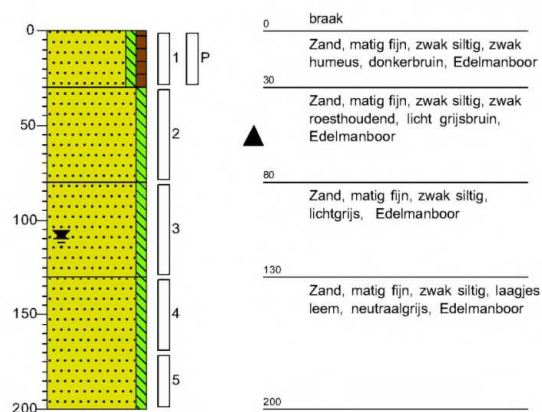 0
50
100
150
200
1 P
2
3
4
5
0 braak
Zand, matig fijn, zwak siltig, zwak
humeus, donkerbruin, Edelmanboor
30
Zand, matig fijn, zwak siltig, zwak
roesthoudend, licht grijsbruin,
Edelmanboor
80
Zand, matig fijn, zwak siltig,
lichtgrijs, Edelmanboor
130
Zand, matig fijn, zwak siltig, laagjes
leem, neutraalgrijs, Edelmanboor
200